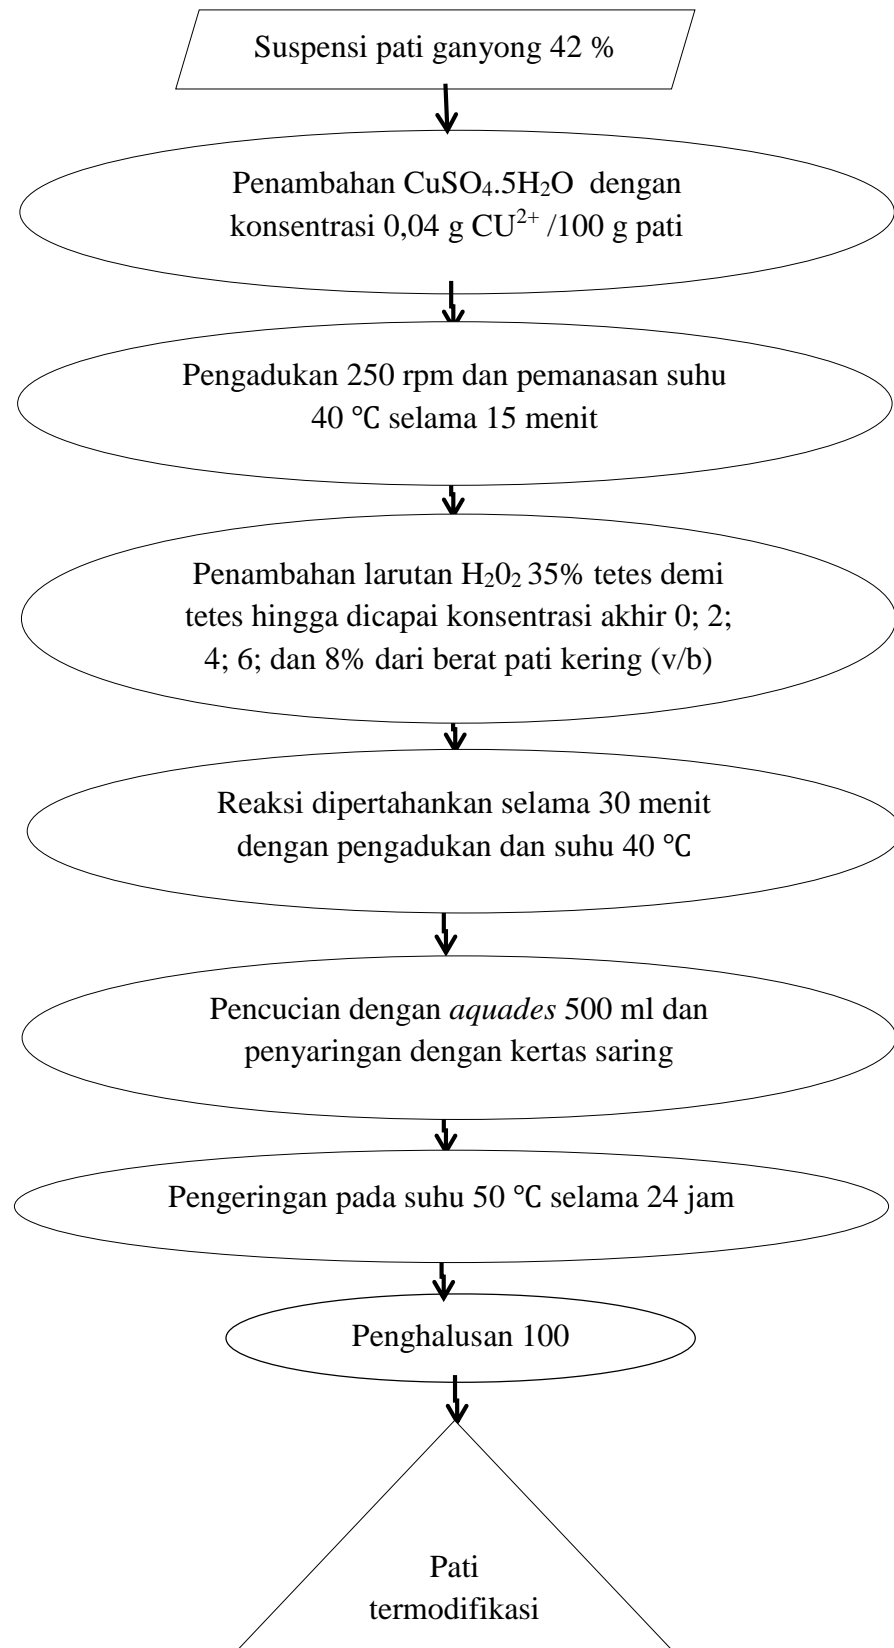 Suspensi pati ganyong 42 %
Penambahan CuSO₄.5H₂O dengan
konsentrasi 0,04 g CU²⁺ /100 g pati
Pengadukan 250 rpm dan pemanasan suhu
40 ℃ selama 15 menit
Penambahan larutan H₂0₂ 35% tetes demi
tetes hingga dicapai konsentrasi akhir 0; 2;
4; 6; dan 8% dari berat pati kering (v/b)
Reaksi dipertahankan selama 30 menit
dengan pengadukan dan suhu 40 ℃
Pencucian dengan aquades 500 ml dan
penyaringan dengan kertas saring
Pengeringan pada suhu 50 ℃ selama 24 jam
Penghalusan 100
Pati
termodifikasi